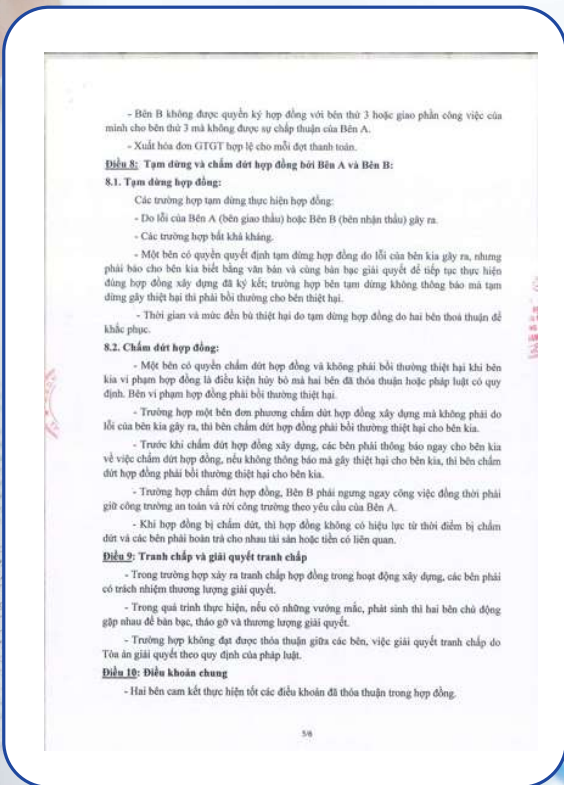 - Bên B không được quyền ký hợp đồng với bên thứ 3 hoặc giao phần công việc của
mình cho bên thứ 3 mà không được sự chấp thuận của Bên A.
- Xuất hóa đơn GTGT hợp lệ cho mỗi đợt thanh toán.
Điều 8: Tạm dừng và chấm dứt hợp đồng bởi Bên A và Bên B:
8.1. Tạm dừng hợp đồng:
Các trường hợp tạm dừng thực hiện hợp đồng:
- Do lỗi của Bên A (bên giao thầu) hoặc Bên B (bên nhận thầu) gây ra.
- Các trường hợp bất khả kháng.
- Một bên có quyền quyết định tạm dừng hợp đồng do lỗi của bên kia gây ra, nhưng
phải báo cho bên kia biết bằng văn bản và cùng bàn bạc giải quyết để tiếp tục thực hiện
đúng hợp đồng xây dựng đã ký kết; trường hợp bên tạm dừng không thông báo mà tạm
dừng gây thiệt hại thì phải bồi thường cho bên thiệt hại.
- Thời gian và mức đền bù thiệt hại do tạm dừng hợp đồng do hai bên thoả thuận để
khắc phục.
8.2. Chấm dứt hợp đồng:
- Một bên có quyền chấm dứt hợp đồng và không phải bồi thường thiệt hại khi bên
kia vi phạm hợp đồng là điều kiện hủy bỏ mà hai bên đã thỏa thuận hoặc pháp luật có quy
định. Bên vi phạm hợp đồng phải bồi thường thiệt hại.
- Trường hợp một bên đơn phương chấm dứt hợp đồng xây dựng mà không phải do
lỗi của bên kia gây ra, thì bên chấm dứt hợp đồng phải bồi thường thiệt hại cho bên kia.
- Trước khi chấm dứt hợp đồng xây dựng, các bên phải thông báo ngay cho bên kia
về việc chấm dứt hợp đồng, nếu không thông báo mà gây thiệt hại cho bên kia, thì bên chấm
dứt hợp đồng phải bồi thường thiệt hại cho bên kia.
- Trường hợp chấm dứt hợp đồng, Bên B phải ngưng ngay công việc đồng thời phải
giữ công trường an toàn và rời công trường theo yêu cầu của Bên A.
- Khi hợp đồng bị chấm dứt, thì hợp đồng không có hiệu lực từ thời điểm bị chấm
dứt và các bên phải hoàn trả cho nhau tài sản hoặc tiền có liên quan.
Điều 9: Tranh chấp và giải quyết tranh chấp
- Trong trường hợp xảy ra tranh chấp hợp đồng trong hoạt động xây dựng, các bên phải
có trách nhiệm thương lượng giải quyết.
- Trong quá trình thực hiện, nếu có những vướng mắc, phát sinh thì hai bên chủ động
gặp nhau để bàn bạc, tháo gỡ và thương lượng giải quyết.
- Trường hợp không đạt được thỏa thuận giữa các bên, việc giải quyết tranh chấp do
Tòa án giải quyết theo quy định của pháp luật.
Điều 10: Điều khoản chung
- Hai bên cam kết thực hiện tốt các điều khoản đã thỏa thuận trong hợp đồng.
5/6